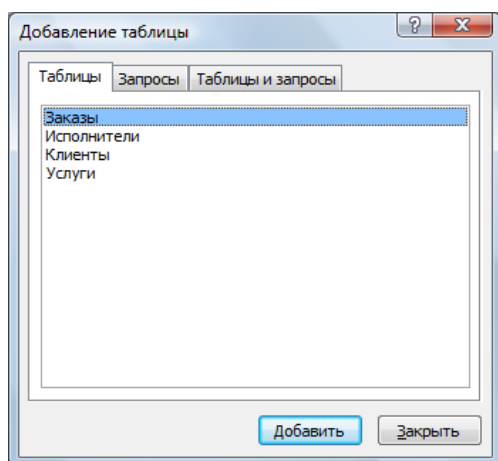 Добавление таблицы
Таблицы Запросы Таблицы и запросы
Заказы
Исполнители
Клиенты
Услуги
Добавить Закрыть